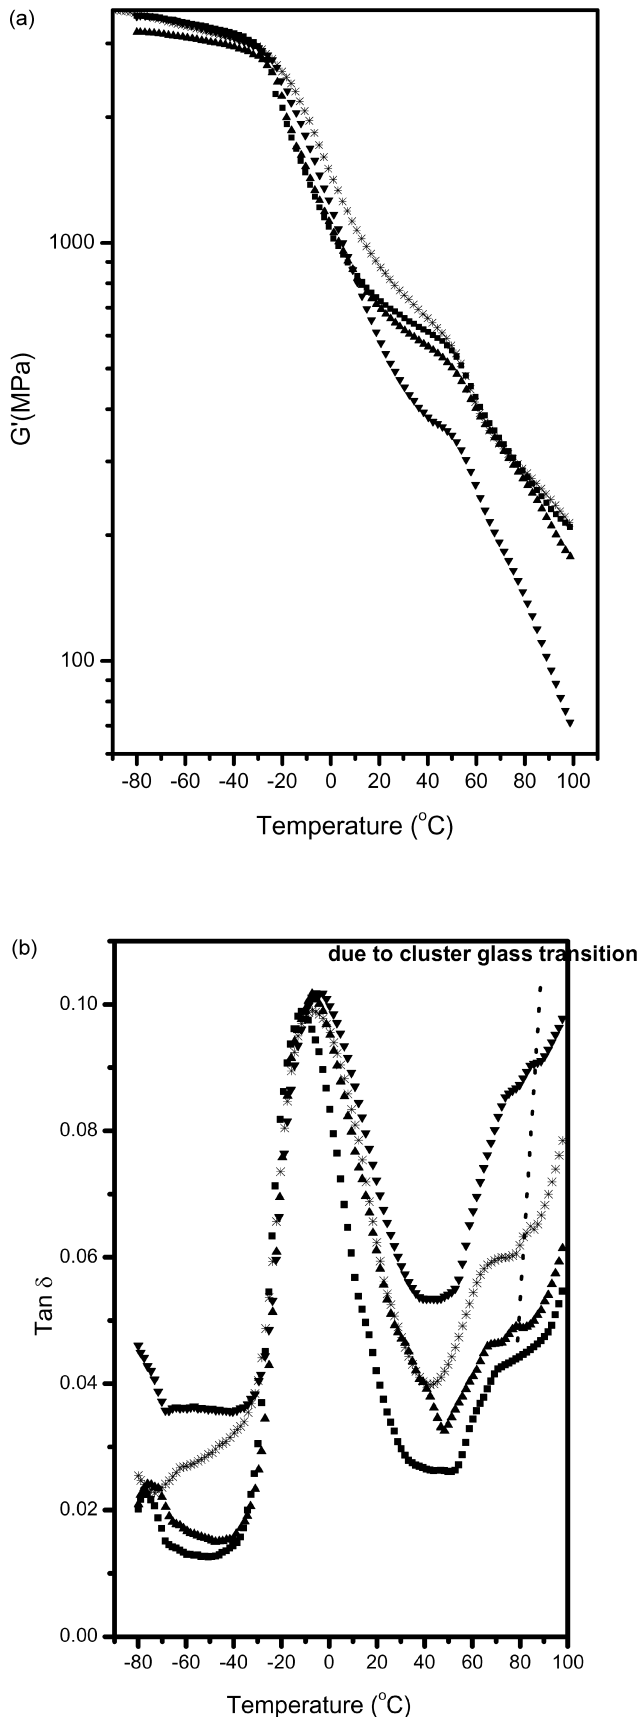 (a)
1000
G'(MPa)
100
-80 -60 -40 -20 0 20 40 60 80 100
Temperature (°C)
(b)
due to cluster glass transition
0.10
0.08
0.06
Tan δ
0.04
0.02
0.00
-80 -60 -40 -20 0 20 40 60 80 100
Temperature (°C)